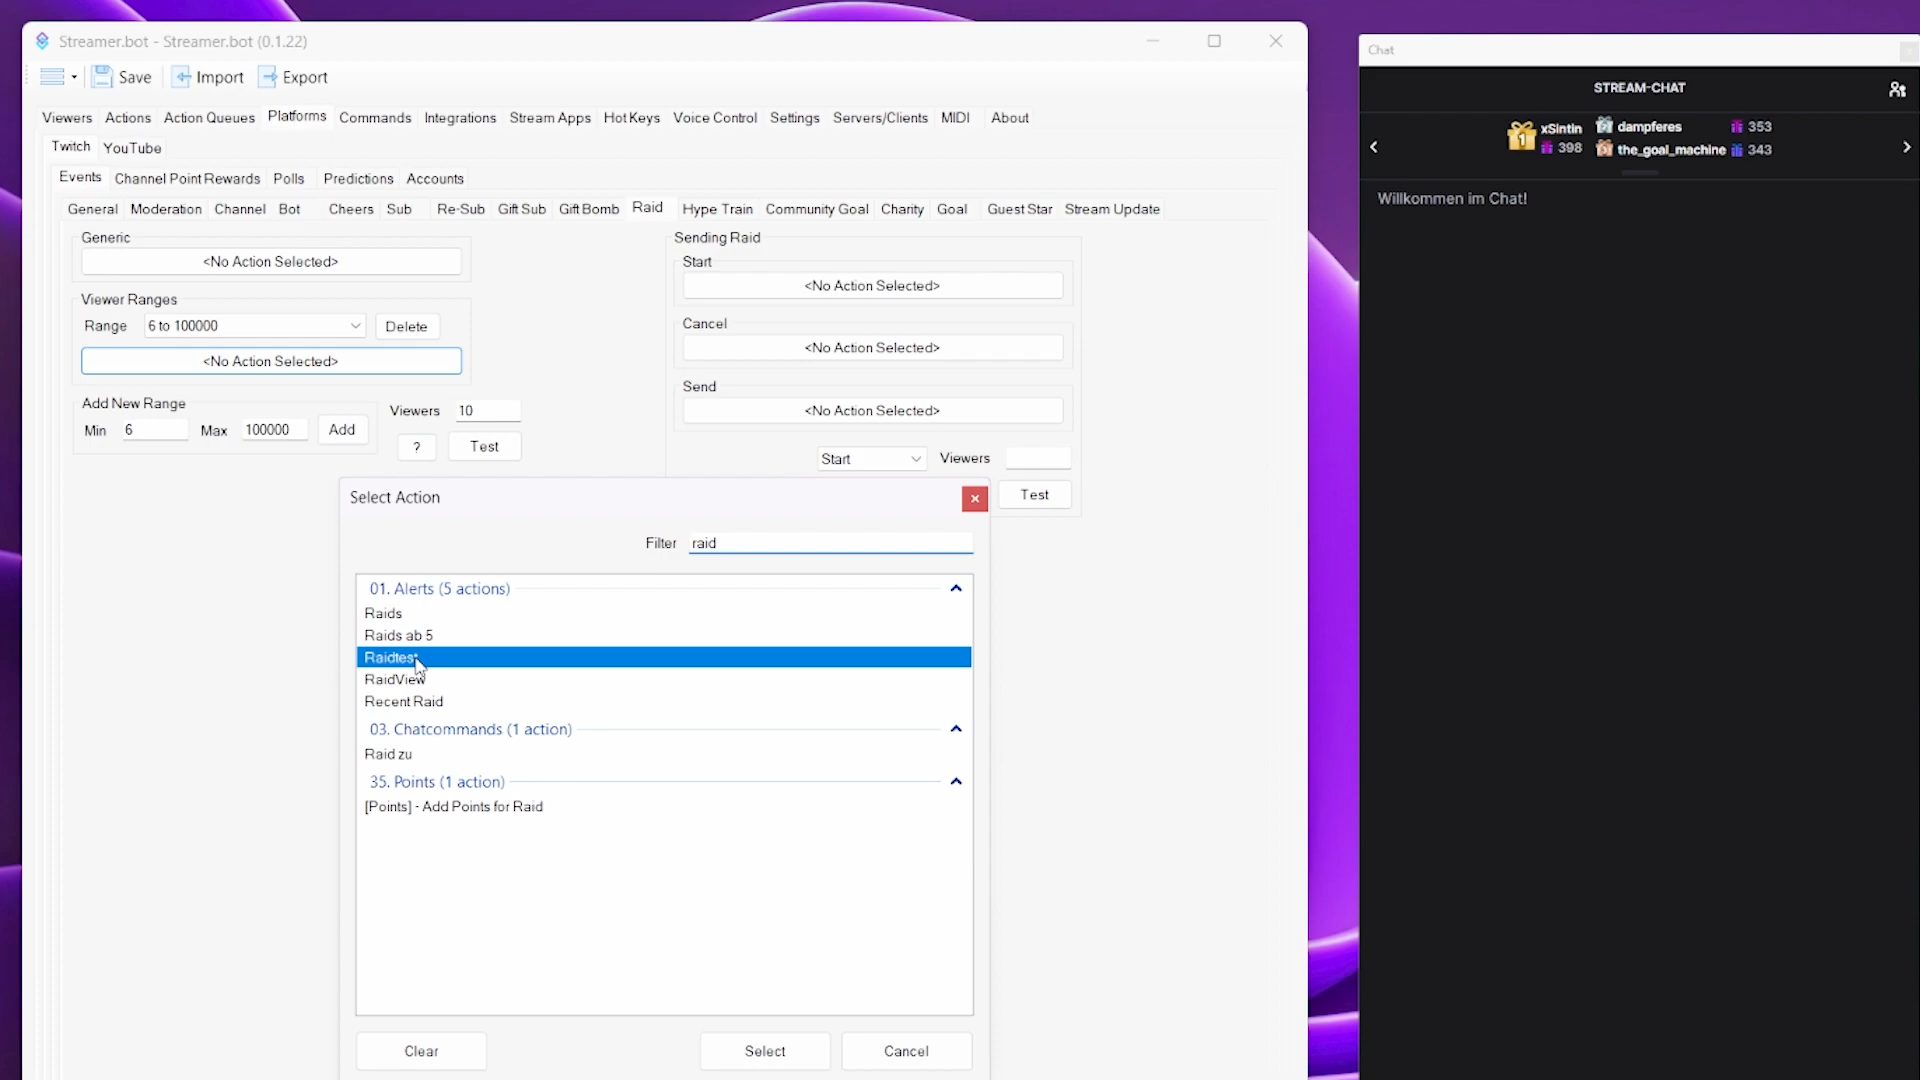 Streamer.bot - Streamer.bot (0.1.22)
Save Import Export
Viewers Actions Action Queues Platforms Commands Integrations Stream Apps Hot Keys Voice Control Settings Servers/Clients MIDI About
Twitch YouTube
Events Channel Point Rewards Polls Predictions Accounts
General Moderation Channel Bot Cheers Sub Re-Sub Gift Sub Gift Bomb Raid Hype Train Community Goal Charity Goal Guest Star Stream Update
Generic
<No Action Selected>
Viewer Ranges
Range 6 to 100000 Delete
<No Action Selected>
Add New Range
Min 6 Max 100000 Add
Viewers 10
? Test
Sending Raid
Start
<No Action Selected>
Cancel
<No Action Selected>
Send
<No Action Selected>
Start Viewers
Test
Select Action
Filter raid
01. Alerts (5 actions)
Raids
Raids ab 5
Raidtest
RaidView
Recent Raid
03. Chatcommands (1 action)
Raid zu
35. Points (1 action)
[Points] - Add Points for Raid
Clear Select Cancel
Chat
STREAM-CHAT
1 xSintin 398
2 dampferes 353
3 the_goal_machine 343
Willkommen im Chat!